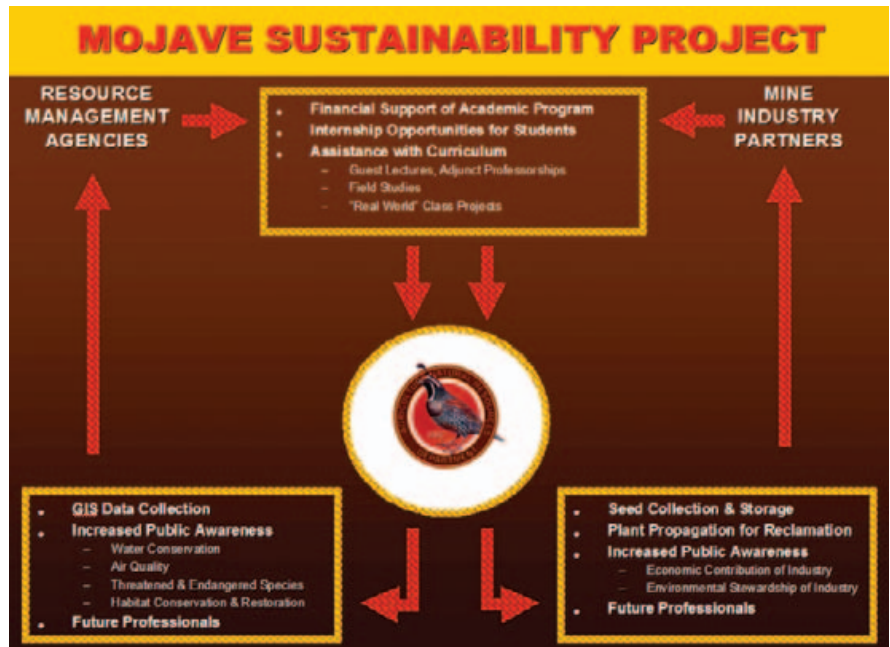 MOJAVE SUSTAINABILITY PROJECT
RESOURCE
MANAGEMENT
AGENCIES
• Financial Support of Academic Program
• Internship Opportunities for Students
• Assistance with Curriculum
– Guest Lectures, Adjunct Professorships
– Field Studies
– "Real World" Class Projects
MINE
INDUSTRY
PARTNERS
• GIS Data Collection
• Increased Public Awareness
– Water Conservation
– Air Quality
– Threatened & Endangered Species
– Habitat Conservation & Restoration
• Future Professionals
• Seed Collection & Storage
• Plant Propagation for Reclamation
• Increased Public Awareness
– Economic Contribution of Industry
– Environmental Stewardship of Industry
• Future Professionals